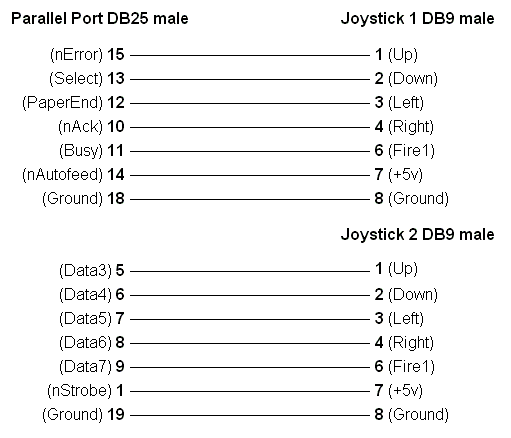 Parallel Port DB25 male Joystick 1 DB9 male
(nError) 15 1 (Up)
(Select) 13 2 (Down)
(PaperEnd) 12 3 (Left)
(nAck) 10 4 (Right)
(Busy) 11 6 (Fire1)
(nAutofeed) 14 7 (+5v)
(Ground) 18 8 (Ground)
Joystick 2 DB9 male
(Data3) 5 1 (Up)
(Data4) 6 2 (Down)
(Data5) 7 3 (Left)
(Data6) 8 4 (Right)
(Data7) 9 6 (Fire1)
(nStrobe) 1 7 (+5v)
(Ground) 19 8 (Ground)